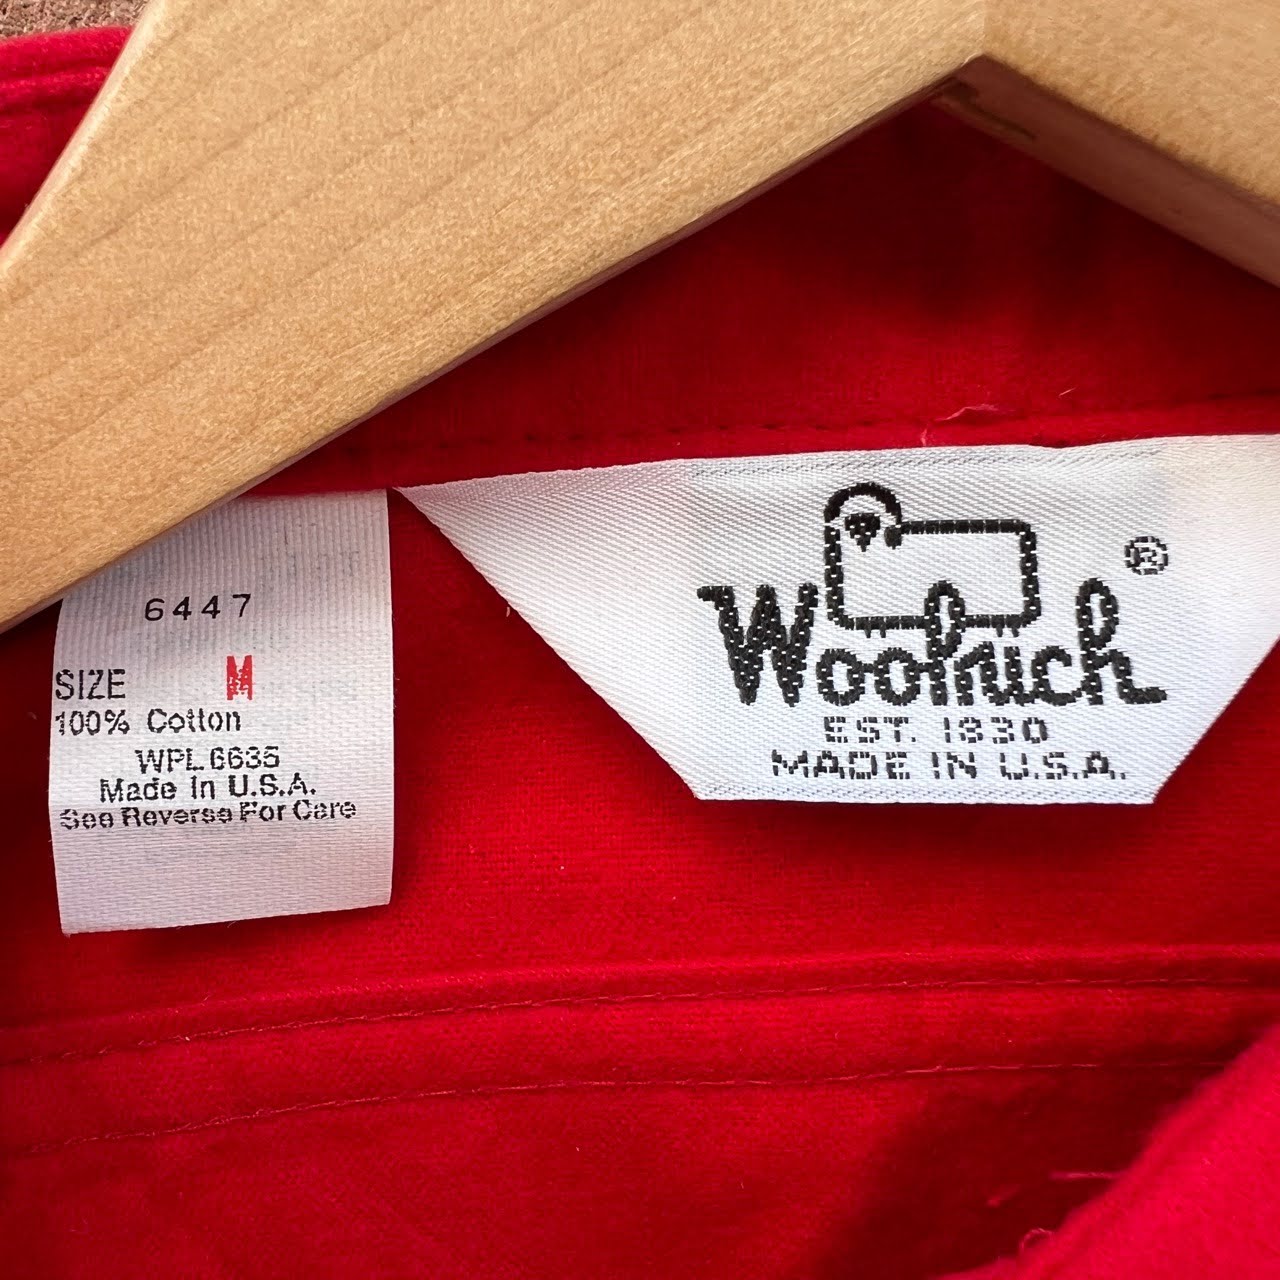 6447
SIZE M
100% Cotton
WPL 6635
Made In U.S.A.
See Reverse For Care
Woolrich®
EST. 1830
MADE IN U.S.A.